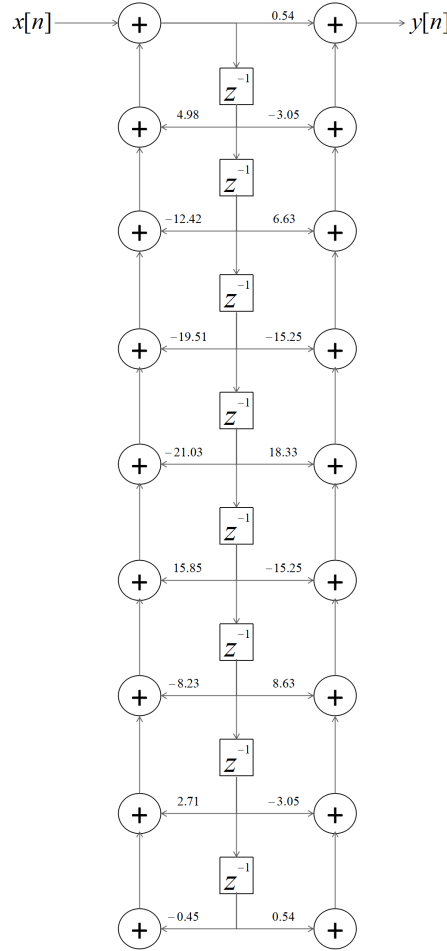 x[n] + 0.54 + y[n]
z⁻¹
+ 4.98 −3.05 +
z⁻¹
+ −12.42 6.63 +
z⁻¹
+ −19.51 −15.25 +
z⁻¹
+ −21.03 18.33 +
z⁻¹
+ 15.85 −15.25 +
z⁻¹
+ −8.23 8.63 +
z⁻¹
+ 2.71 −3.05 +
z⁻¹
+ −0.45 0.54 +